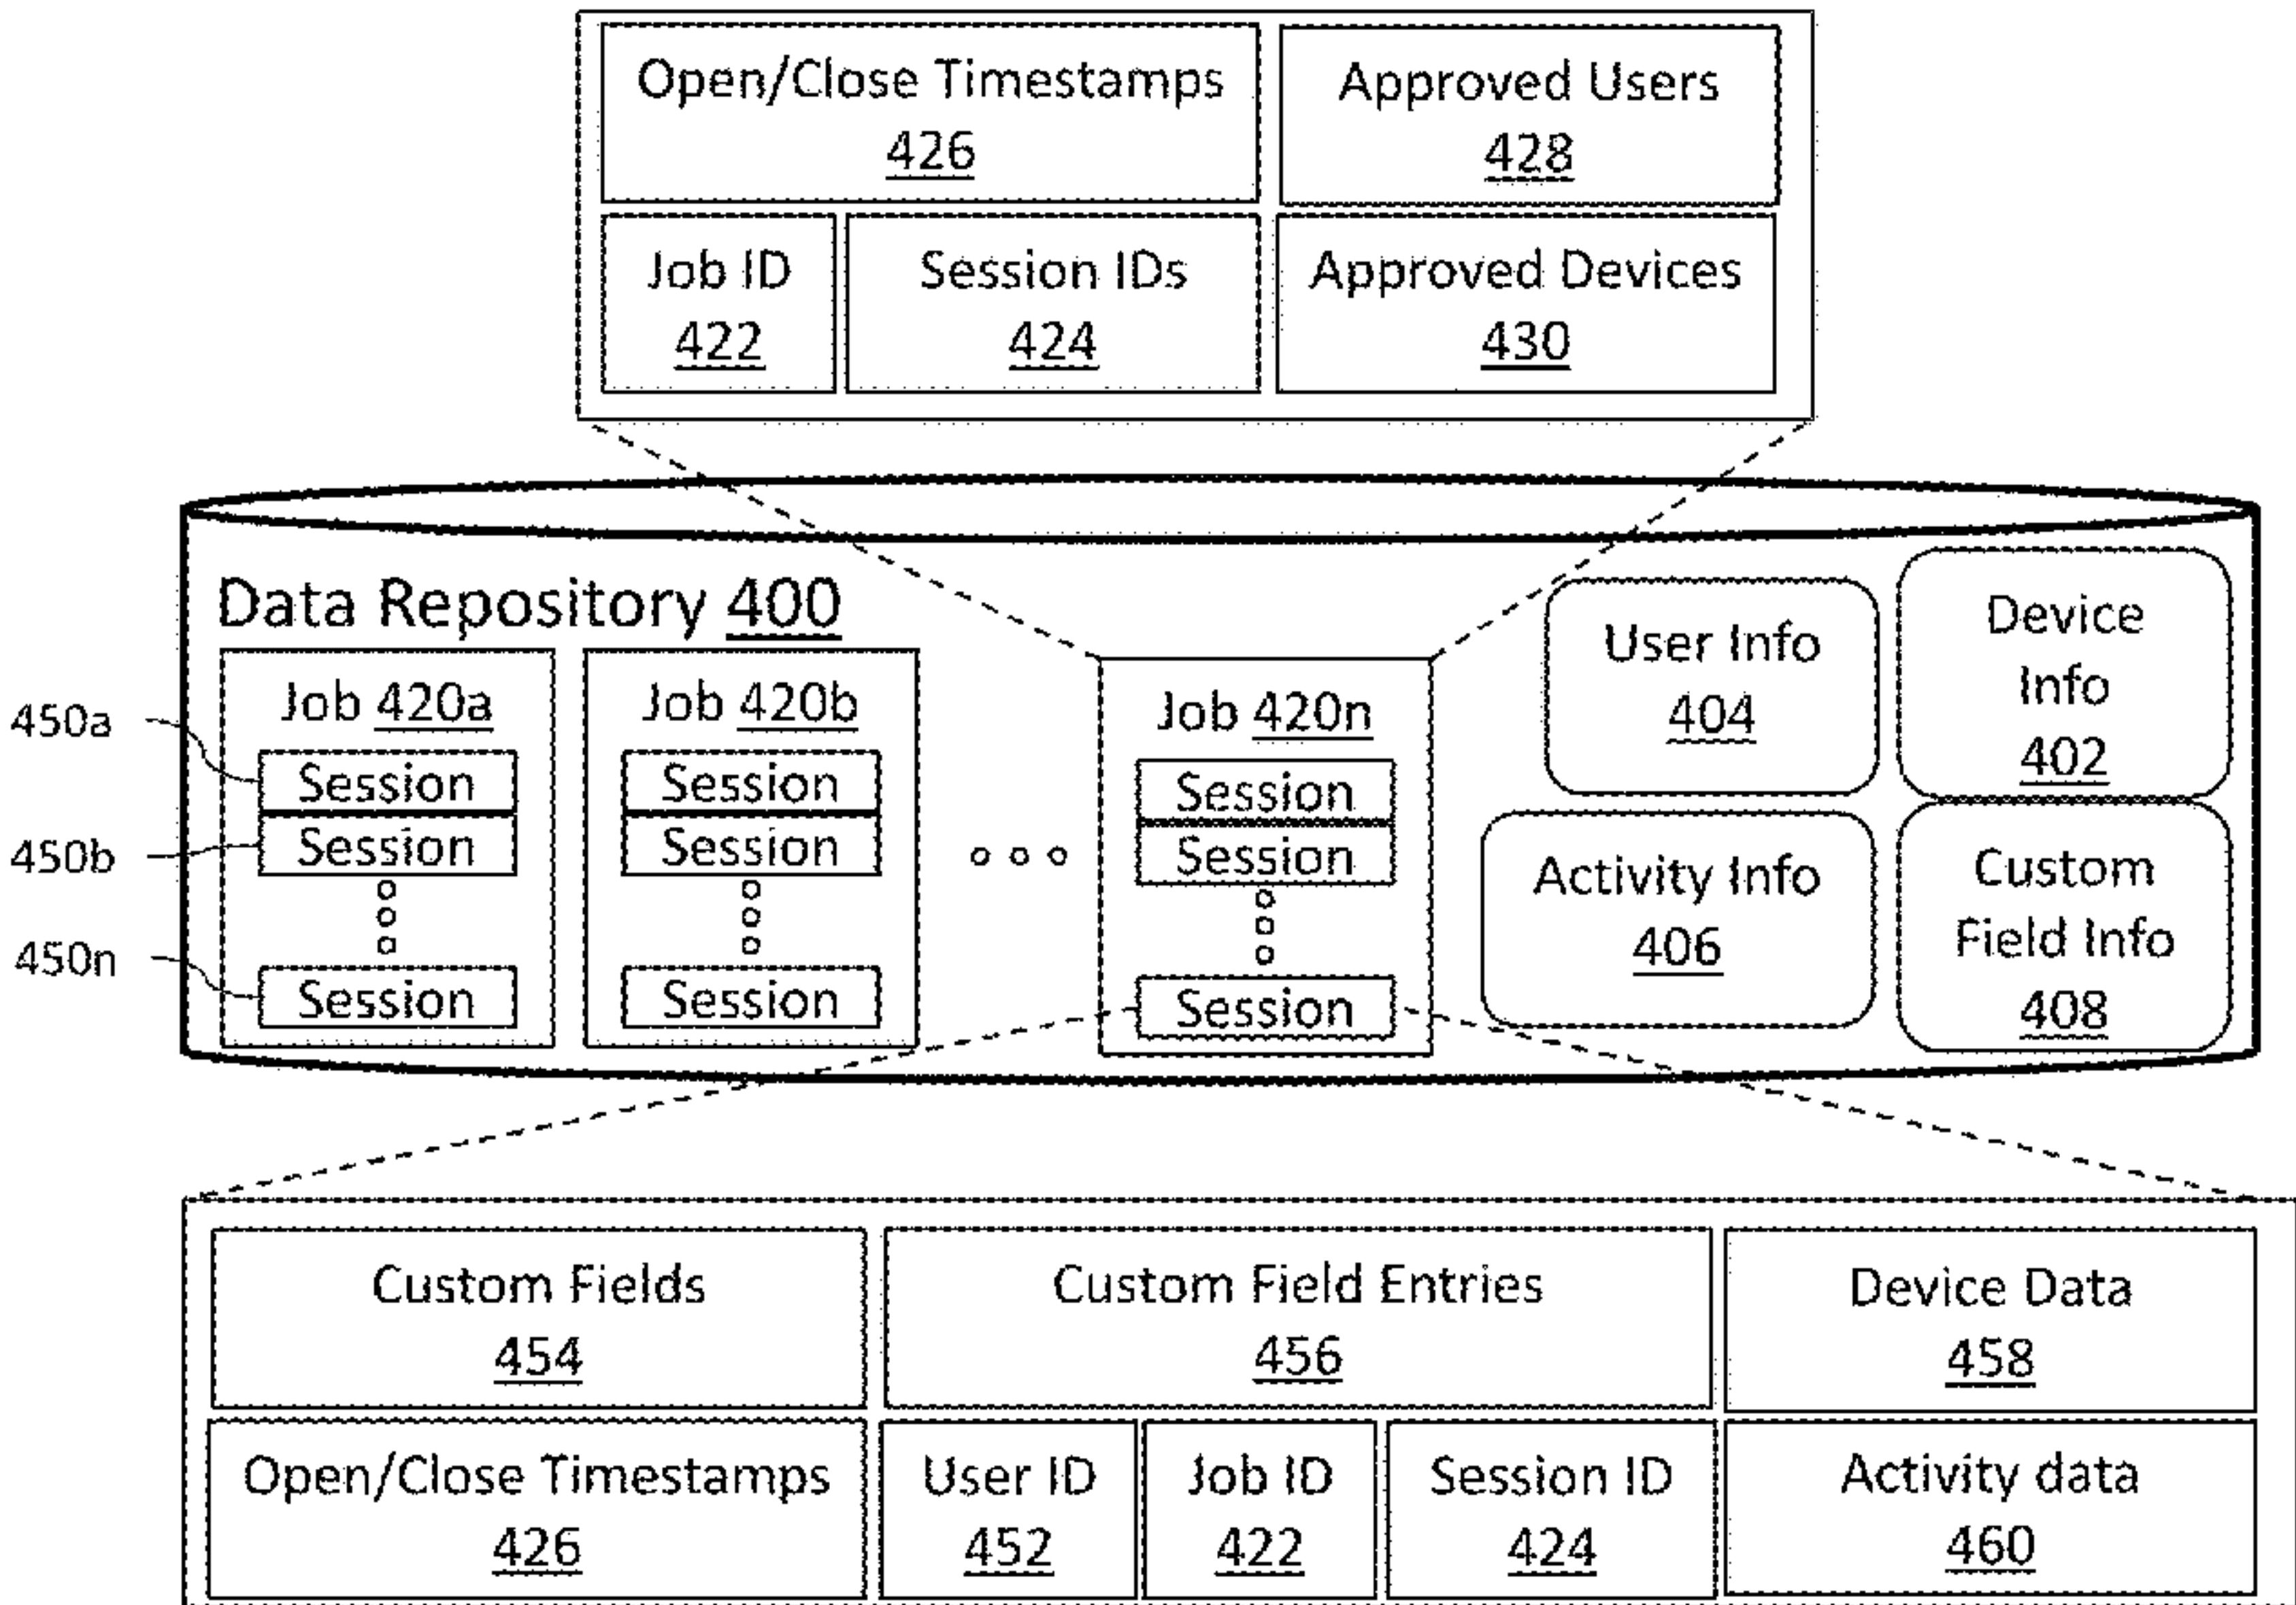 Open/Close Timestamps
426
Approved Users
428
Job ID
422
Session IDs
424
Approved Devices
430
Data Repository 400
Job 420a
Session
Session
Session
450a
450b
450n
Job 420b
Session
Session
Session
Job 420n
Session
Session
Session
User Info
404
Device
Info
402
Activity Info
406
Custom
Field Info
408
Custom Fields
454
Custom Field Entries
456
Device Data
458
Open/Close Timestamps
426
User ID
452
Job ID
422
Session ID
424
Activity data
460